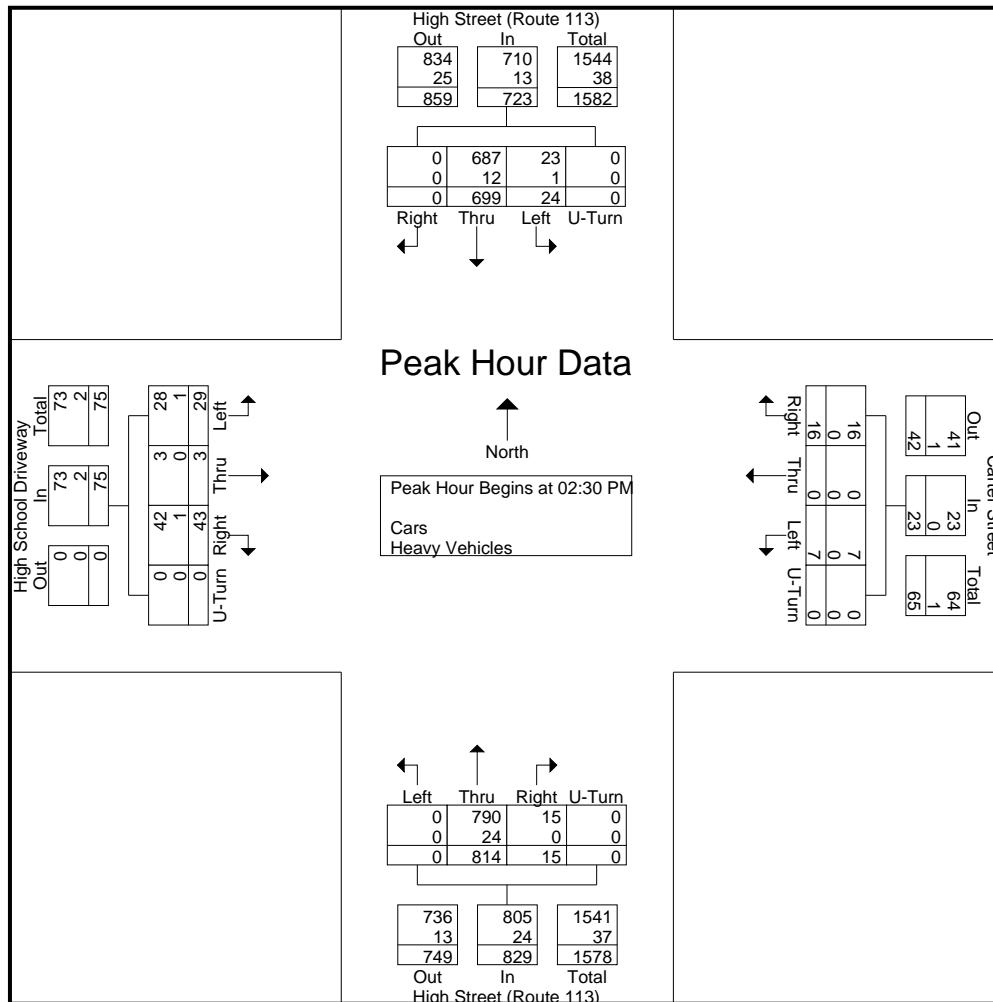 High Street (Route 113)
Out In Total
834 710 1544
25 13 38
859 723 1582
0 687 23 0
0 12 1 0
0 699 24 0
Right Thru Left U-Turn
Peak Hour Data
North
Peak Hour Begins at 02:30 PM
Cars
Heavy Vehicles
High School Driveway
Out In Total
0 73 73
0 2 2
0 75 75
U-Turn Right Thru Left
0 42 3 28
0 1 0 1
0 43 3 29
Carter Street
Out In Total
41 23 64
1 0 1
42 23 65
Right Thru Left U-Turn
16 0 7 0
0 0 0 0
16 0 7 0
Left Thru Right U-Turn
0 790 15 0
0 24 0 0
0 814 15 0
736 805 1541
13 24 37
749 829 1578
Out In Total
High Street (Route 113)